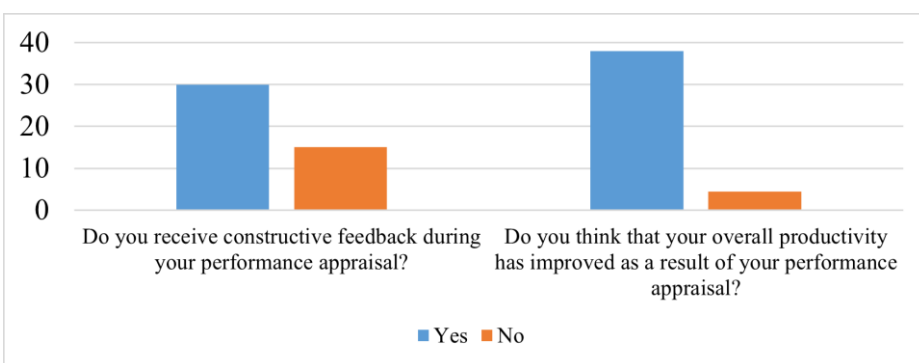 40
30
20
10
0
Do you receive constructive feedback during
your performance appraisal?
Do you think that your overall productivity
has improved as a result of your performance
appraisal?
Yes No